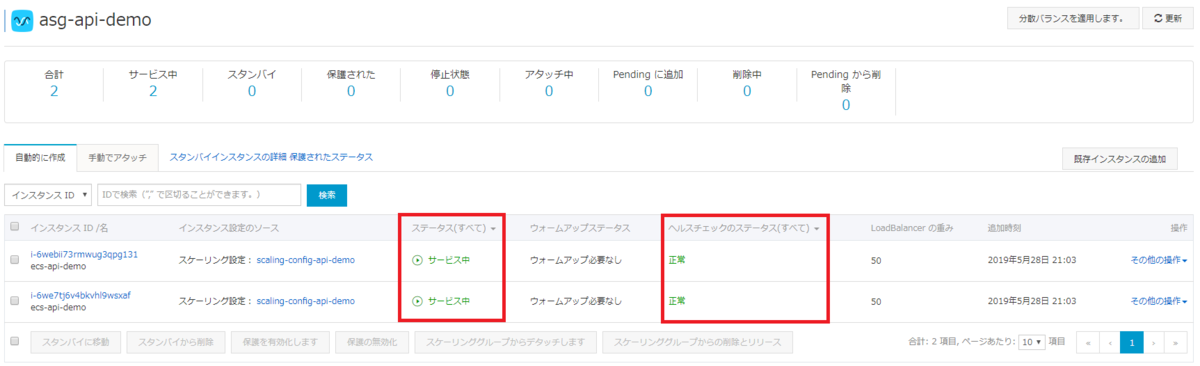 asg-api-demo
分散バランスを適用します。
更新
合計
サービス中
スタンバイ
保護された
停止状態
アタッチ中
Pending に追加
削除中
Pending から削
除
2
2
0
0
0
0
0
0
0
自動的に作成
手動でアタッチ
スタンバイインスタンスの詳細 保護されたステータス
既存インスタンスの追加
インスタンス ID
IDで検索（"," で区切ることができます。）
検索
インスタンス ID /名
インスタンス設定のソース
ステータス(すべて)
ウォームアップステータス
ヘルスチェックのステータス(すべて)
LoadBalancer の重み
追加時刻
操作
i-6webii73rmwug3qpg131
ecs-api-demo
スケーリング設定： scaling-config-api-demo
サービス中
ウォームアップ必要なし
正常
50
2019年5月28日 21:03
その他の操作
i-6we7tj6v4bkvhl9wsxaf
ecs-api-demo
スケーリング設定： scaling-config-api-demo
サービス中
ウォームアップ必要なし
正常
50
2019年5月28日 21:03
その他の操作
スタンバイに移動
スタンバイから削除
保護を有効化します
保護の無効化
スケーリンググループからデタッチします
スケーリンググループからの削除とリリース
合計: 2 項目, ページあたり: 10 項目
« ‹ 1 › »